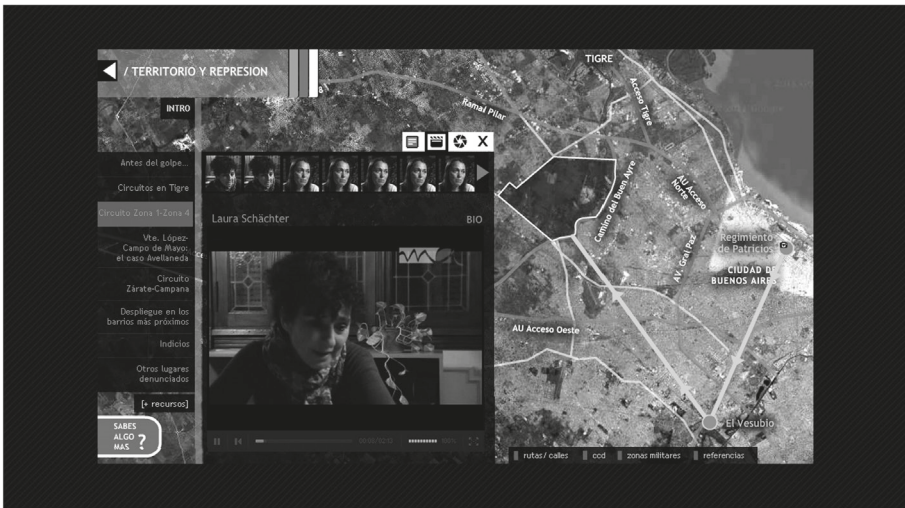 / TERRITORIO Y REPRESION
INTRO
Antes del golpe...
Circuitos en Tigre
Circuito Zona 1-Zona 4
Vte. López-
Campo de Mayo:
el caso Avellaneda
Circuito
Zárate-Campana
Despliegue en los
barrios más próximos
Indicios
Otros lugares
denunciados
[+ recursos]
SABES
ALGO
MAS ?
X
Laura Schächter
BIO
TIGRE
Ramal Pilar
Acceso Tigre
Camino del Buen Ayre
AU Acceso
Norte
AV. Gral Paz
Regimiento
de Patricios
CIUDAD DE
BUENOS AIRES
AU Acceso Oeste
El Vesubio
rutas/ calles
ccd
zonas militares
referencias